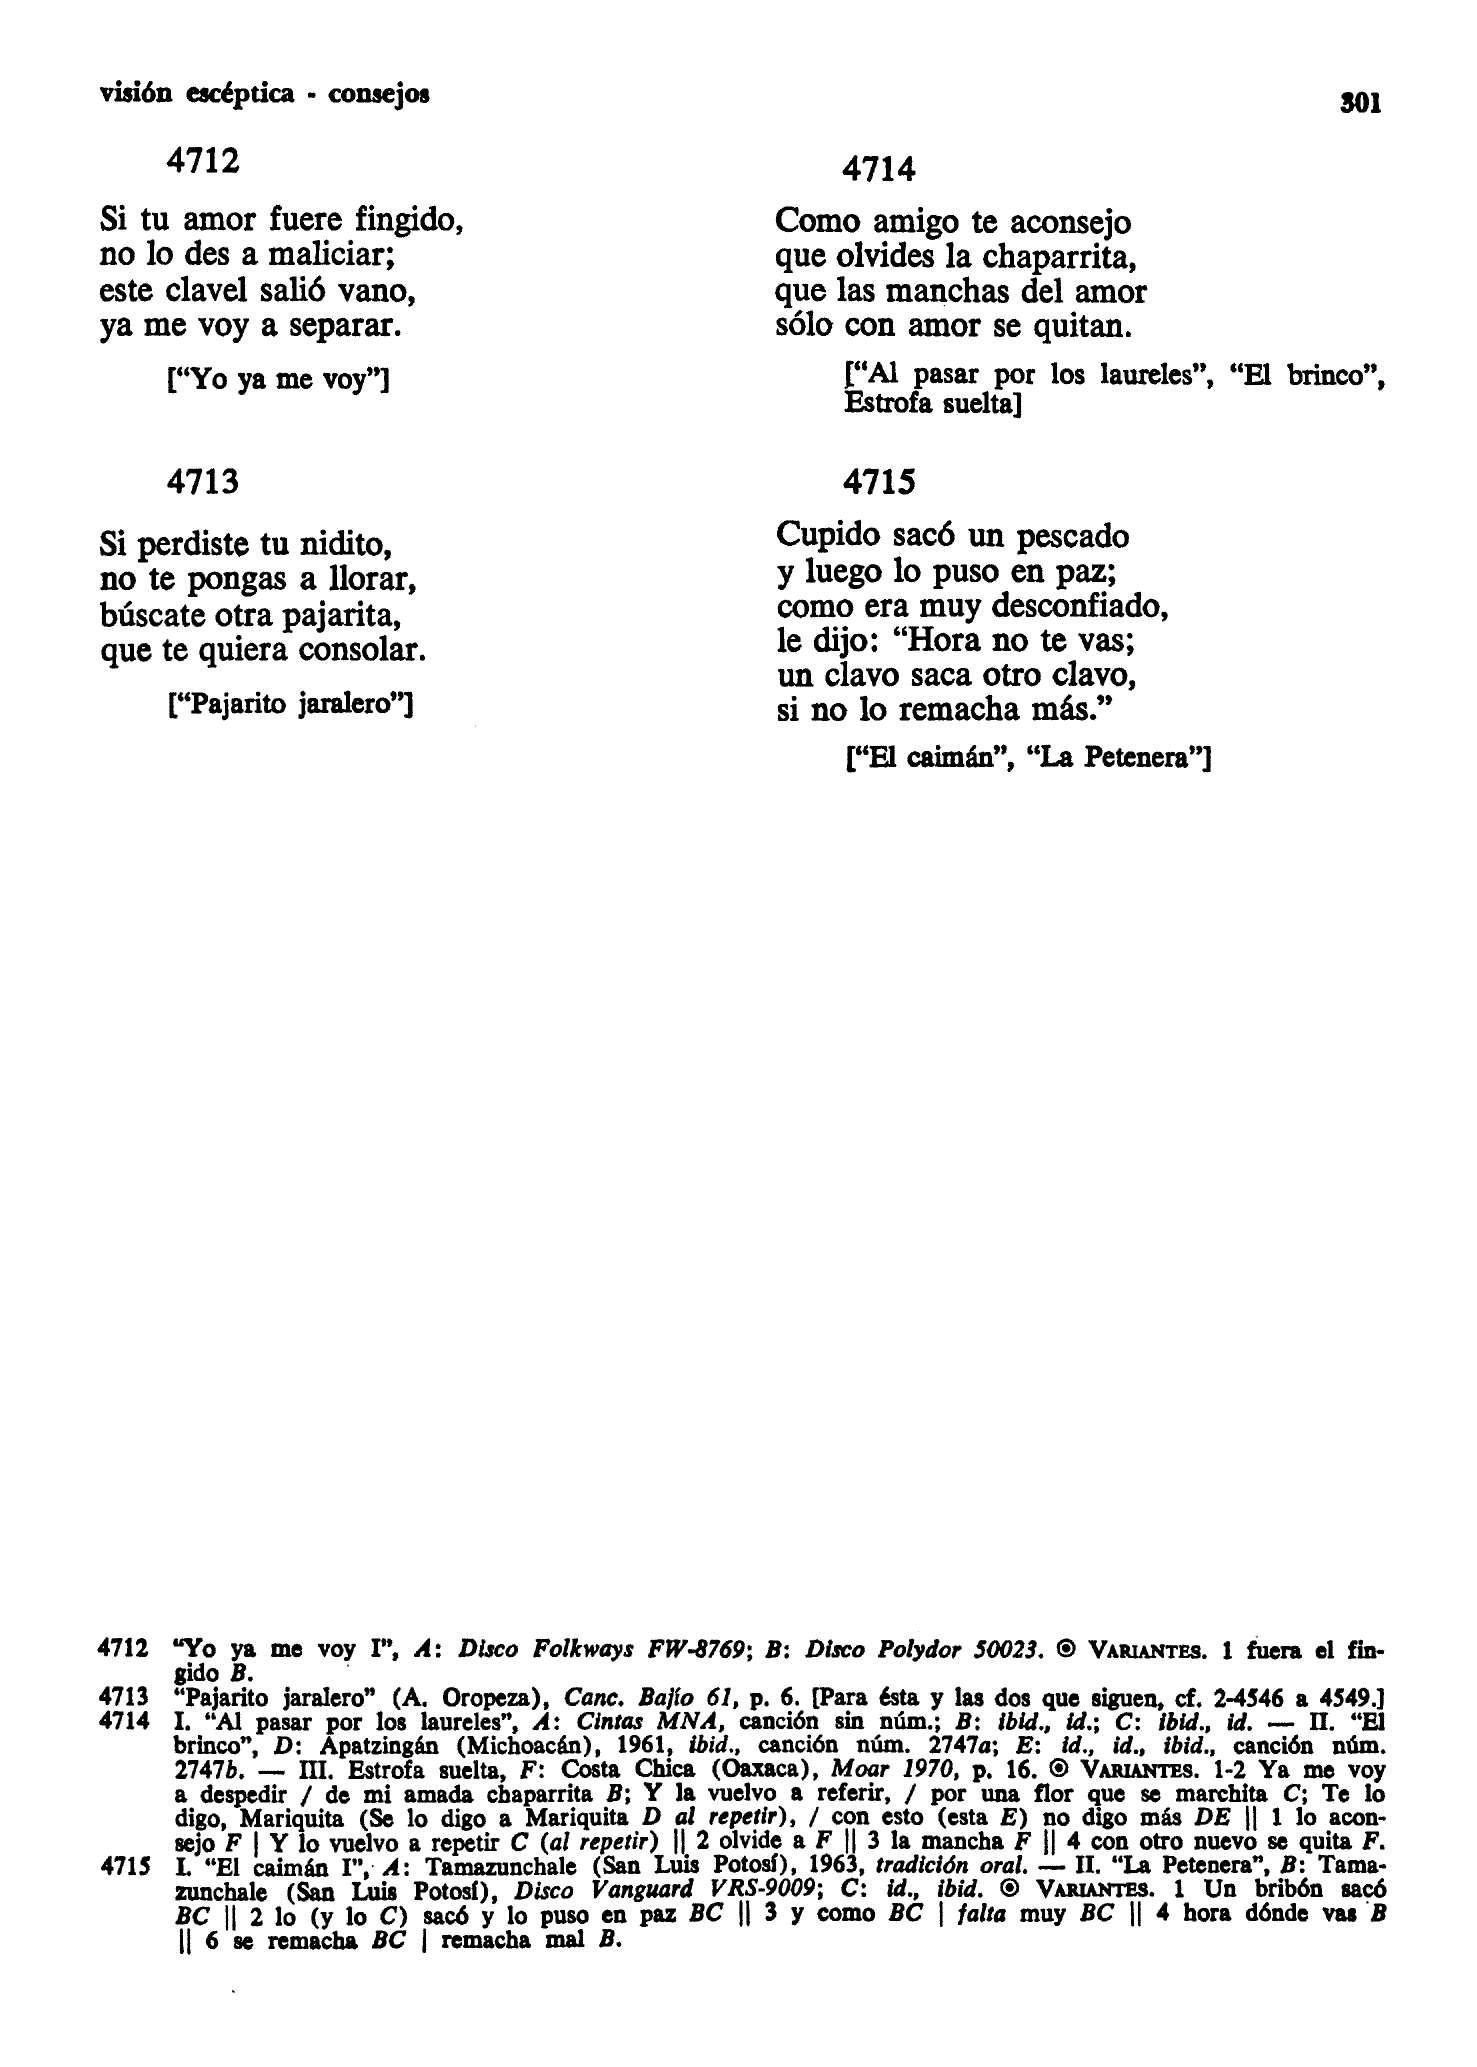 visión escéptica - consejos
301
4712
Si tu amor fuere fingido,
no lo des a maliciar;
este clavel salió vano,
ya me voy a separar.
[“Yo ya me voy”]
4713
Si perdiste tu nidito,
no te pongas a llorar,
búscate otra pajarita,
que te quiera consolar.
[“Pajarito jaralero”]
4714
Como amigo te aconsejo
que olvides la chaparrita,
que las manchas del amor
sólo con amor se quitan.
[“Al pasar por los laureles”, “El brinco”,
Estrofa suelta]
4715
Cupido sacó un pescado
y luego lo puso en paz;
como era muy desconfiado,
le dijo: “Hora no te vas;
un clavo saca otro clavo,
si no lo remacha más.”
[“El caimán”, “La Petenera”]
4712 “Yo ya me voy I”, A: Disco Folkways FW-8769; B: Disco Polydor 50023. ⊙ VARIANTES. 1 fuera el fin-
gido B.
4713 “Pajarito jaralero” (A. Oropeza), Canc. Bajío 61, p. 6. [Para ésta y las dos que siguen, cf. 2-4546 a 4549.]
4714 I. “Al pasar por los laureles”, A: Cintas MNA, canción sin núm.; B: ibid., id.; C: ibid., id. — II. “El
brinco”, D: Apatzingán (Michoacán), 1961, ibid., canción núm. 2747a; E: id., id., ibid., canción núm.
2747b. — III. Estrofa suelta, F: Costa Chica (Oaxaca), Moar 1970, p. 16. ⊙ VARIANTES. 1-2 Ya me voy
a despedir / de mi amada chaparrita B; Y la vuelvo a referir, / por una flor que se marchita C; Te lo
digo, Mariquita (Se lo digo a Mariquita D al repetir), / con esto (esta E) no digo más DE || 1 lo acon-
sejo F | Y lo vuelvo a repetir C (al repetir) || 2 olvide a F || 3 la mancha F || 4 con otro nuevo se quita F.
4715 I. “El caimán I”, A: Tamazunchale (San Luis Potosí), 1963, tradición oral. — II. “La Petenera”, B: Tama-
zunchale (San Luis Potosí), Disco Vanguard VRS-9009; C: id., ibid. ⊙ VARIANTES. 1 Un bribón sacó
BC || 2 lo (y lo C) sacó y lo puso en paz BC || 3 y como BC | falta muy BC || 4 hora dónde vas B
|| 6 se remacha BC | remacha mal B.